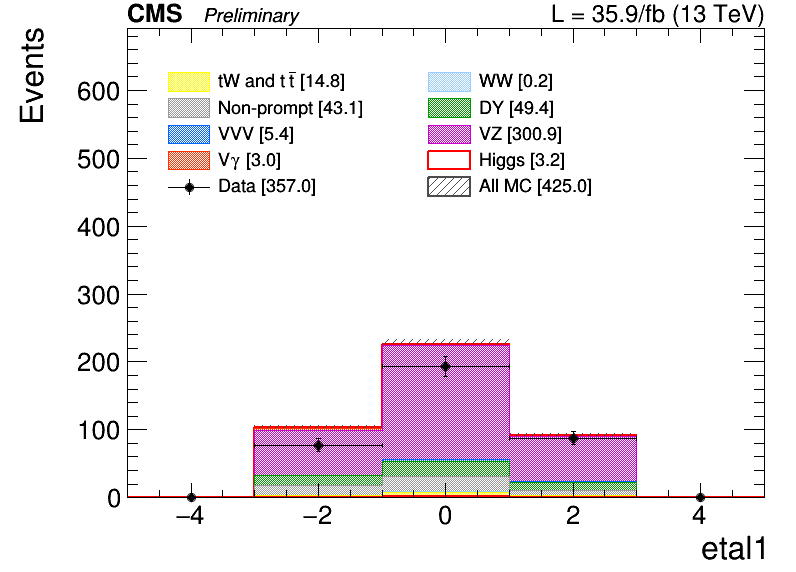 CMS Preliminary L = 35.9/fb (13 TeV)
Events
tW and t t̅ [14.8] WW [0.2]
Non-prompt [43.1] DY [49.4]
VVV [5.4] VZ [300.9]
Vγ [3.0] Higgs [3.2]
Data [357.0] All MC [425.0]
600
500
400
300
200
100
0
−4 −2 0 2 4
etal1